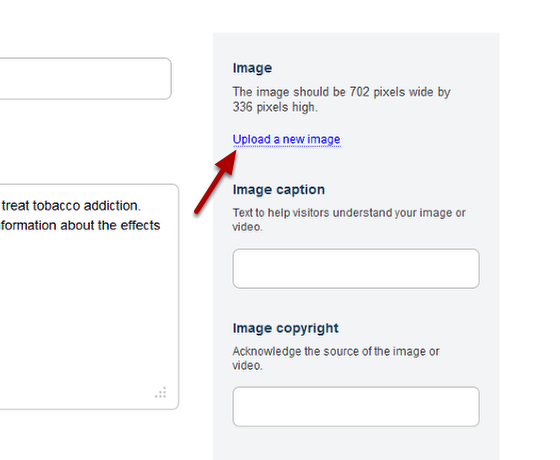 Image
The image should be 702 pixels wide by
336 pixels high.
Upload a new image
treat tobacco addiction.
formation about the effects
Image caption
Text to help visitors understand your image or
video.
Image copyright
Acknowledge the source of the image or
video.